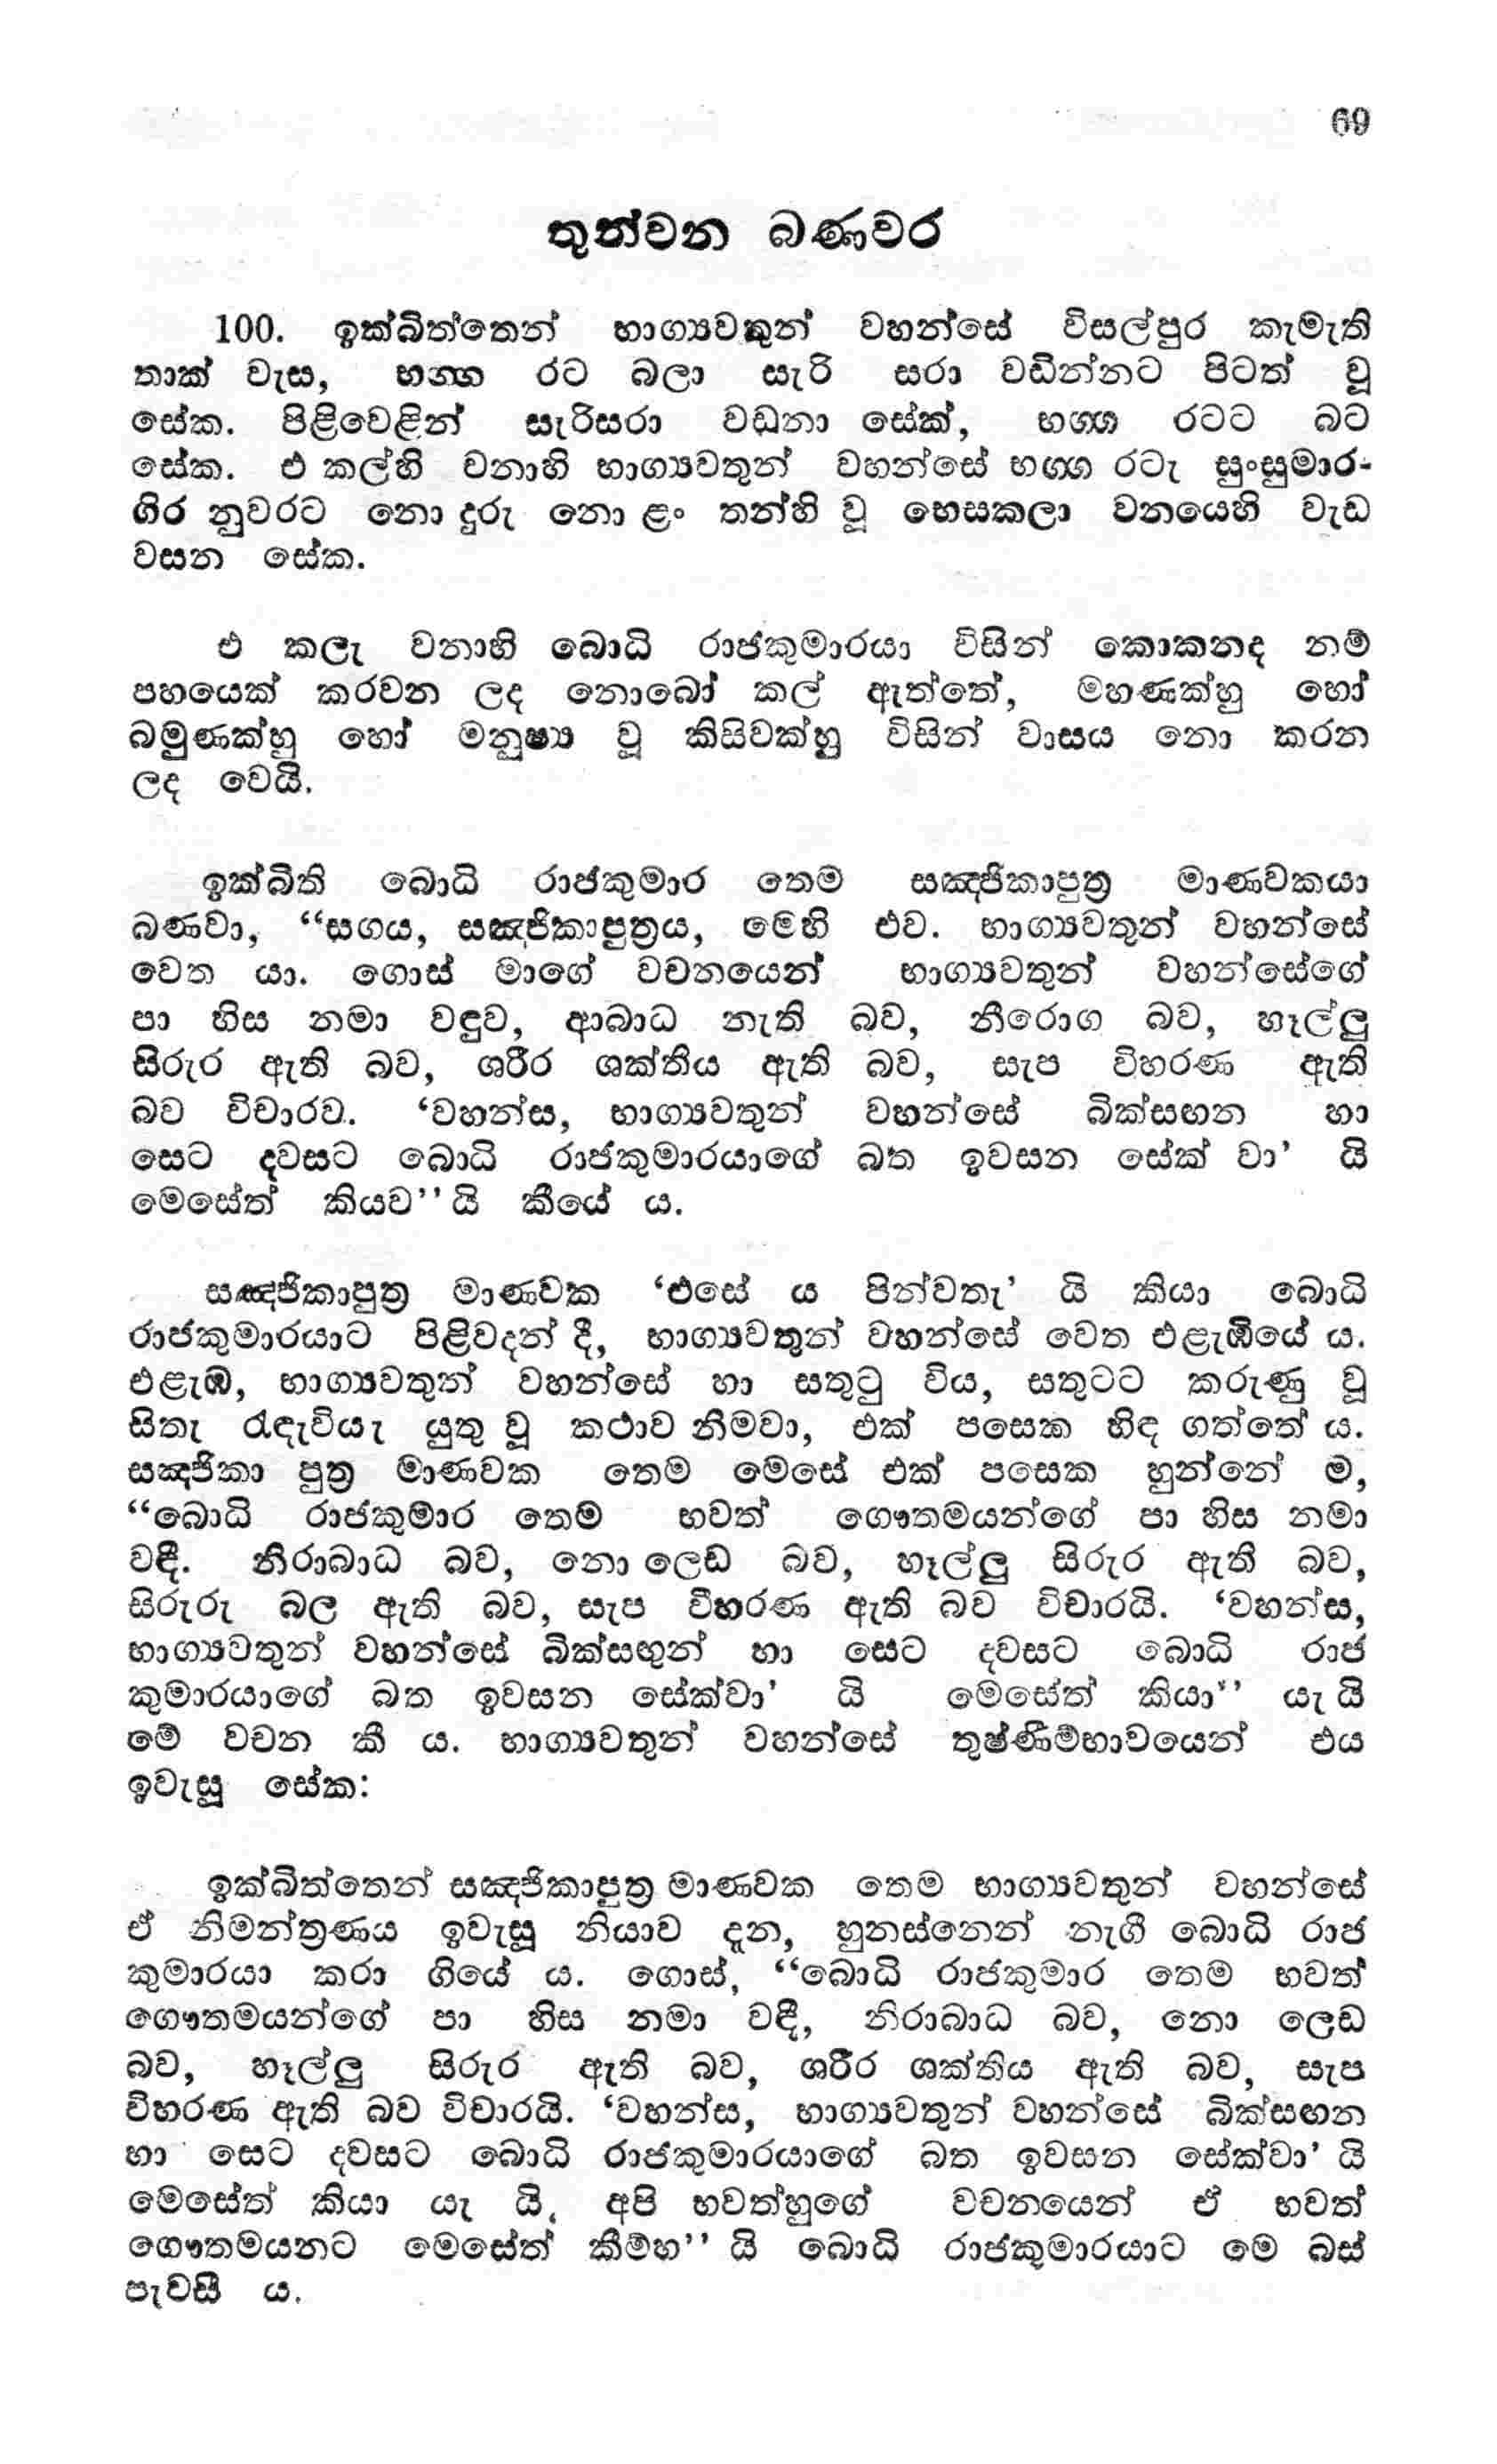 69
තුන්වන බණවර
100. ඉක්බිත්තෙන් භාග්‍යවතුන් වහන්සේ විසල්පුර කැමැති
තාක් වැස, භග්ග රට බලා සැරි සරා වඩින්නට පිටත් වූ
සේක. පිළිවෙළින් සැරිසරා වඩනා සේක්, භග්ග රටට බට
සේක. එ කල්හි වනාහි භාග්‍යවතුන් වහන්සේ භග්ග රටැ සුංසුමාර-
ගිර නුවරට නො දුරු නො ළං තන්හි වූ භෙසකලා වනයෙහි වැඩ
වසන සේක.
එ කලැ වනාහි බොධි රාජකුමාරයා විසින් කොකනද නම්
පහයෙක් කරවන ලද නොබෝ කල් ඇත්තේ, මහණක්හු හෝ
බමුණක්හු හෝ මනුෂ්‍ය වූ කිසිවක්හු විසින් වාසය නො කරන
ලද වෙයි.
ඉක්බිති බොධි රාජකුමාර තෙම සඤ්ජිකාපුත්‍ර මාණවකයා
බණවා, “සගය, සඤ්ජිකාපුත්‍රය, මෙහි එව. භාග්‍යවතුන් වහන්සේ
වෙත යා. ගොස් මාගේ වචනයෙන් භාග්‍යවතුන් වහන්සේගේ
පා හිස නමා වඳුව, ආබාධ නැති බව, නීරොග බව, හෑල්ලු
සිරුර ඇති බව, ශරීර ශක්තිය ඇති බව, සැප විහරණ ඇති
බව විචාරව. ‘වහන්ස, භාග්‍යවතුන් වහන්සේ බික්සඟන හා
සෙට දවසට බොධි රාජකුමාරයාගේ බත ඉවසන සේක් වා’ යි
මෙසේත් කියව’’යි කීයේ ය.
සඤ්ජිකාපුත්‍ර මාණවක ‘එසේ ය පින්වතැ’ යි කියා බොධි
රාජකුමාරයාට පිළිවදන් දී, භාග්‍යවතුන් වහන්සේ වෙත එළැඹියේ ය.
එළැඹ, භාග්‍යවතුන් වහන්සේ හා සතුටු විය, සතුටට කරුණු වූ
සිතැ රැඳැවියැ යුතු වූ කථාව නිමවා, එක් පසෙක හිඳ ගත්තේ ය.
සඤ්ජිකා පුත්‍ර මාණවක තෙම මෙසේ එක් පසෙක හුන්නේ ම,
“බොධි රාජකුමාර තෙම භවත් ගෞතමයන්ගේ පා හිස නමා
වඳී. නිරාබාධ බව, නො ලෙඩ බව, හෑල්ලු සිරුර ඇති බව,
සිරුරු බල ඇති බව, සැප විහරණ ඇති බව විචාරයි. ‘වහන්ස,
භාග්‍යවතුන් වහන්සේ බික්සඟුන් හා සෙට දවසට බොධි රාජ
කුමාරයාගේ බත ඉවසන සේක්වා’ යි මෙසේත් කියා’’ යැ යි
මේ වචන කී ය. භාග්‍යවතුන් වහන්සේ තුෂ්ණීම්භාවයෙන් එය
ඉවැසූ සේක:
ඉක්බිත්තෙන් සඤ්ජිකාපුත්‍ර මාණවක තෙම භාග්‍යවතුන් වහන්සේ
ඒ නිමන්ත්‍රණය ඉවැසූ නියාව දැන, හුනස්නෙන් නැගී බොධි රාජ
කුමාරයා කරා ගියේ ය. ගොස්, “බොධි රාජකුමාර තෙම භවත්
ගෞතමයන්ගේ පා හිස නමා වඳී, නිරාබාධ බව, නො ලෙඩ
බව, හෑල්ලු සිරුර ඇති බව, ශරීර ශක්තිය ඇති බව, සැප
විහරණ ඇති බව විචාරයි. ‘වහන්ස, භාග්‍යවතුන් වහන්සේ බික්සඟන
හා සෙට දවසට බොධි රාජකුමාරයාගේ බත ඉවසන සේක්වා’ යි
මෙසේත් කියා යැ යි, අපි භවත්හුගේ වචනයෙන් ඒ භවත්
ගෞතමයනට මෙසේත් කීම්හ’’ යි බොධි රාජකුමාරයාට මෙ බස්
පැවසී ය.